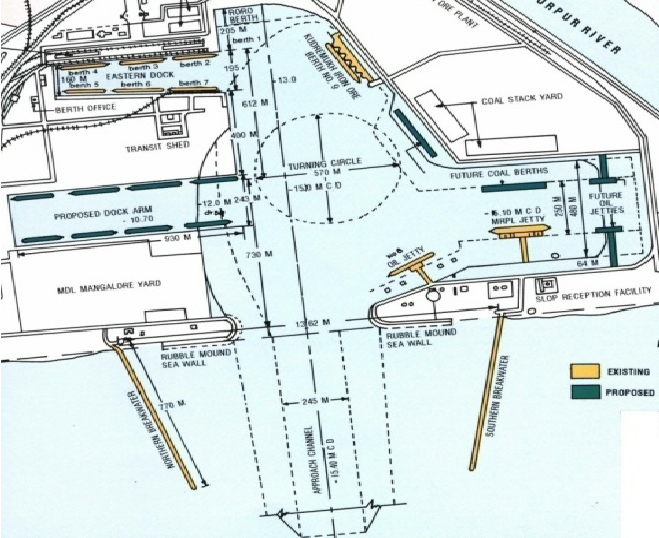 RORO
BERTH
205 M
berth 1
ORE PLANT
URPUR RIVER
KUDREMUKH IRON ORE
BERTH NO. 9
berth 4
berth 3
berth 2
160 M
EASTERN DOCK
195
13.0
berth 5
berth 6
berth 7
BERTH OFFICE
612 M
COAL STACK YARD
400 M
TRANSIT SHED
TURNING CIRCLE
570 M
FUTURE COAL BERTHS
PROPOSED DOCK ARM
- 10.70
-12.0 M
243 M
930 M
250 M
480 M
FUTURE
OIL
JETTIES
MRPL JETTY
730 M
OIL JETTY
64 M
MDL MANGALORE YARD
SLOP RECEPTION FACILITY
13.62 M
RUBBLE MOUND
SEA WALL
RUBBLE MOUND
SEA WALL
EXISTING
PROPOSED
NORTHERN BREAKWATER
770 M
245 M
APPROACH CHANNEL
SOUTHERN BREAKWATER